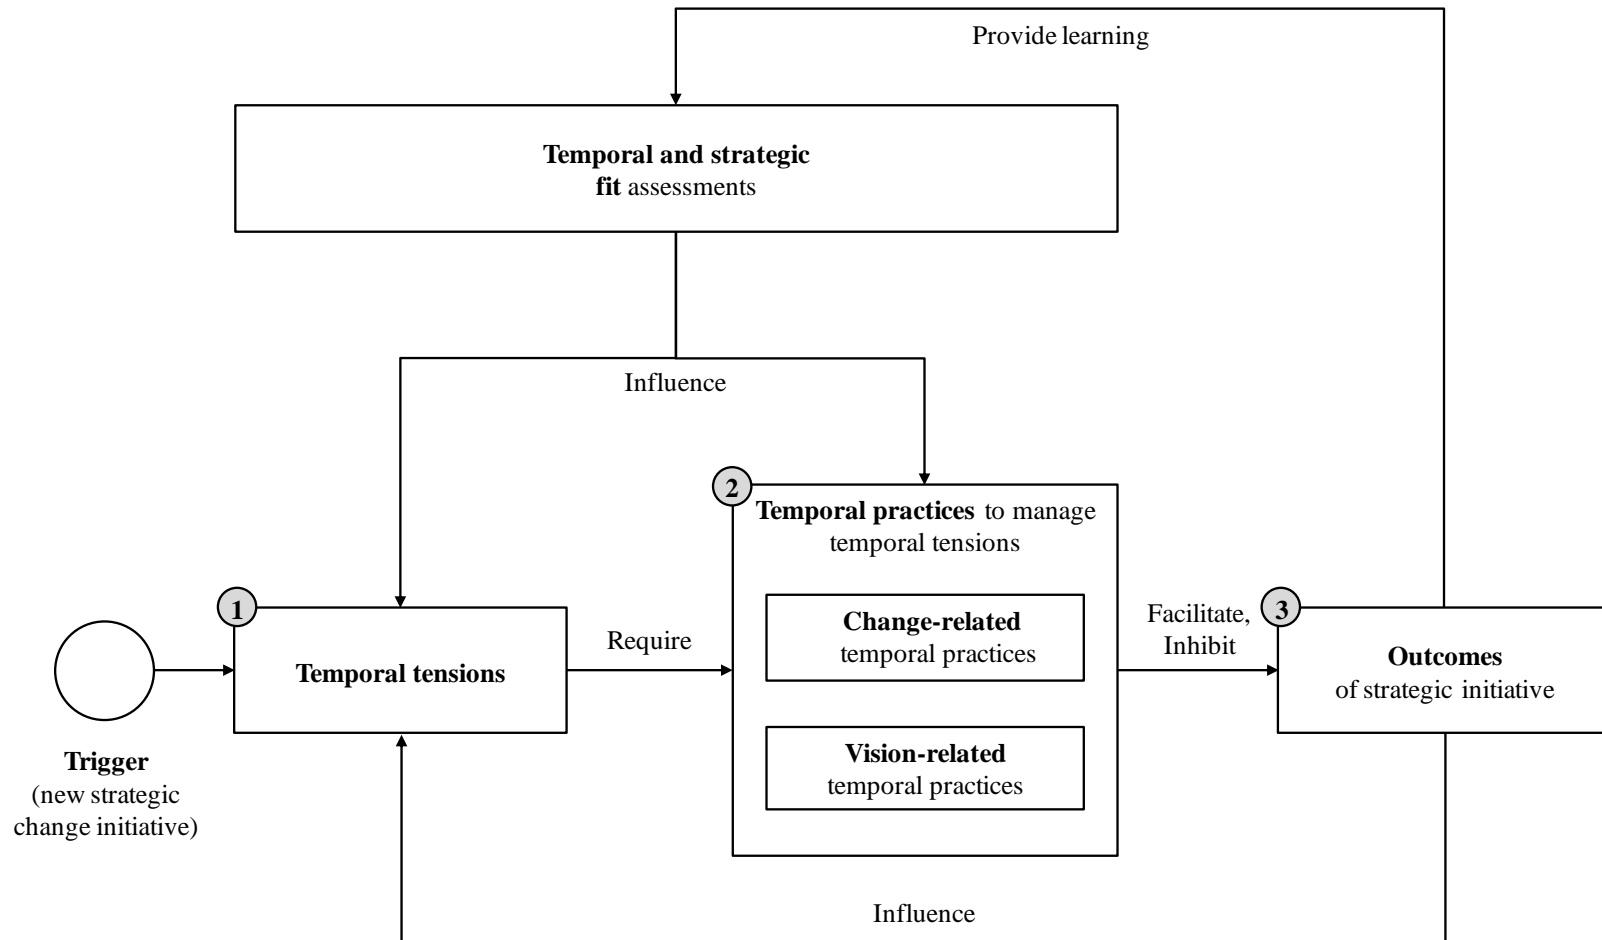 Provide learning
Temporal and strategic
fit assessments
Influence
2
Temporal practices to manage
temporal tensions
1
Change-related
temporal practices
Facilitate,
Inhibit
3
Require
Temporal tensions
Outcomes
of strategic initiative
Vision-related
temporal practices
Trigger
(new strategic
change initiative)
Influence